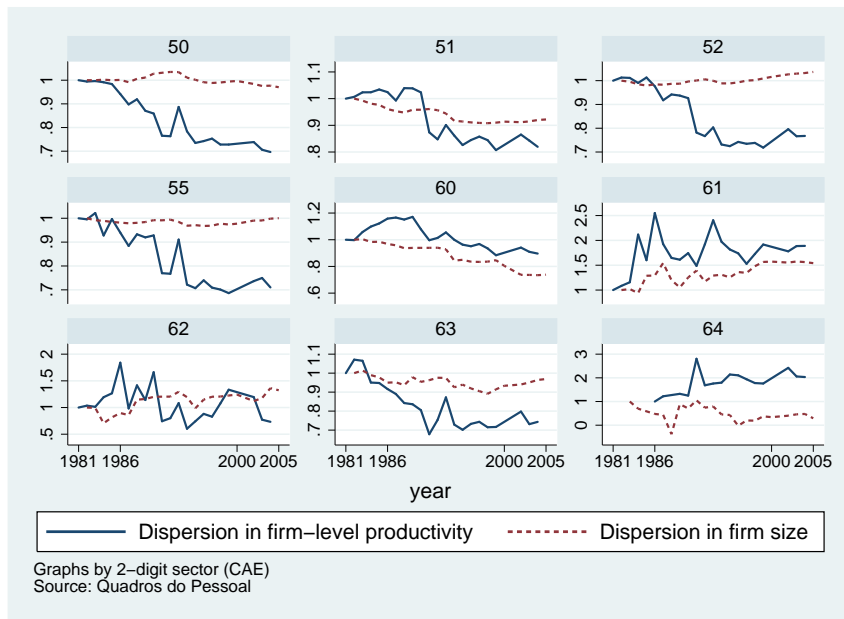 50 51 52
.7 .8 .9 1
.8 .9 1 1.1
.7 .8 .9 1
55 60 61
.7 .8 .9 1
.6 .8 1 1.2
1 1.5 2 2.5
62 63 64
.5 1 1.5 2
.7 .8 .9 1 1.1
0 1 2 3
1981 1986 2000 2005 1981 1986 2000 2005 1981 1986 2000 2005
year
Dispersion in firm−level productivity Dispersion in firm size
Graphs by 2−digit sector (CAE)
Source: Quadros do Pessoal